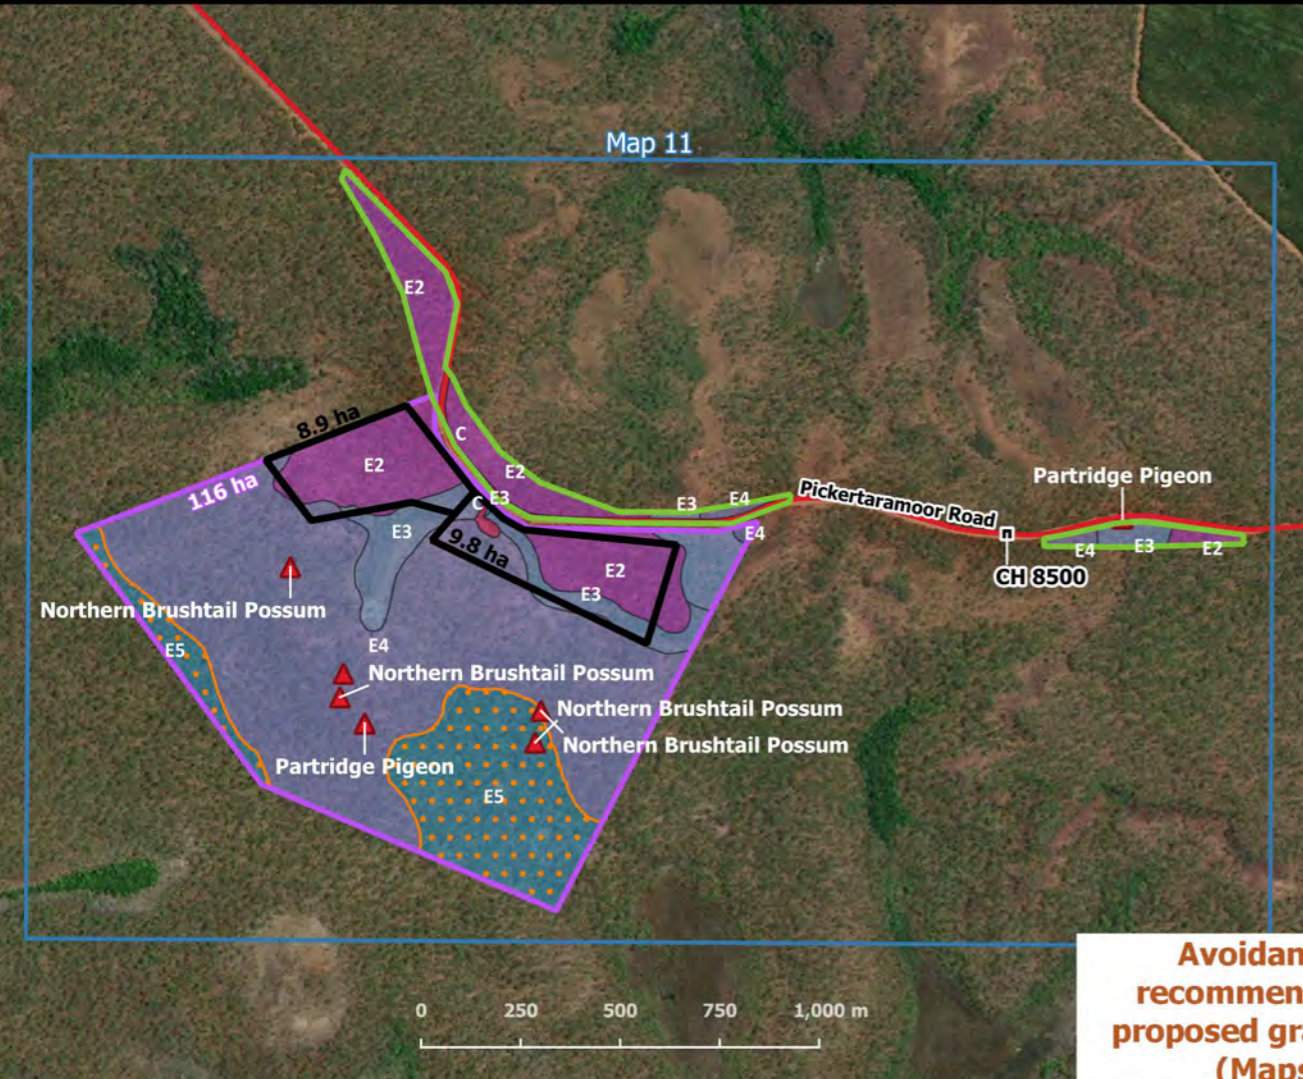 Map 11
E2
8.9 ha
C
E2
E2
116 ha
C
E3
E3
E4
Pickertaramoor Road
Partridge Pigeon
E3
9.8 ha
E4
E4
E3
E2
CH 8500
E2
E3
Northern Brushtail Possum
E4
E5
Northern Brushtail Possum
Northern Brushtail Possum
Northern Brushtail Possum
Partridge Pigeon
E5
0 250 500 750 1,000 m
Avoidan
recommen
proposed gra
(Maps